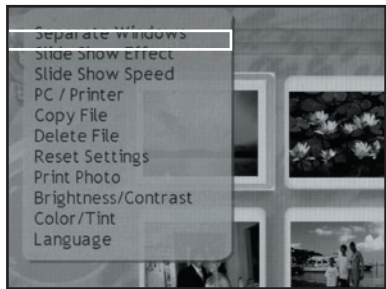 Separate Windows
Slide Show Effect
Slide Show Speed
PC / Printer
Copy File
Delete File
Reset Settings
Print Photo
Brightness/Contrast
Color/Tint
Language